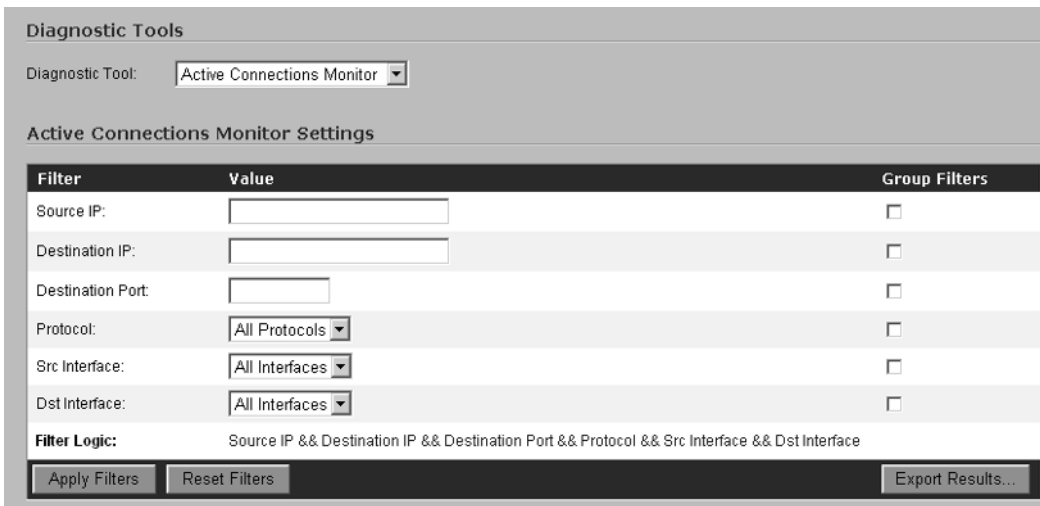 Diagnostic Tools
Diagnostic Tool: Active Connections Monitor
Active Connections Monitor Settings
Filter Value Group Filters
Source IP:
Destination IP:
Destination Port:
Protocol: All Protocols
Src Interface: All Interfaces
Dst Interface: All Interfaces
Filter Logic: Source IP && Destination IP && Destination Port && Protocol && Src Interface && Dst Interface
Apply Filters Reset Filters Export Results...